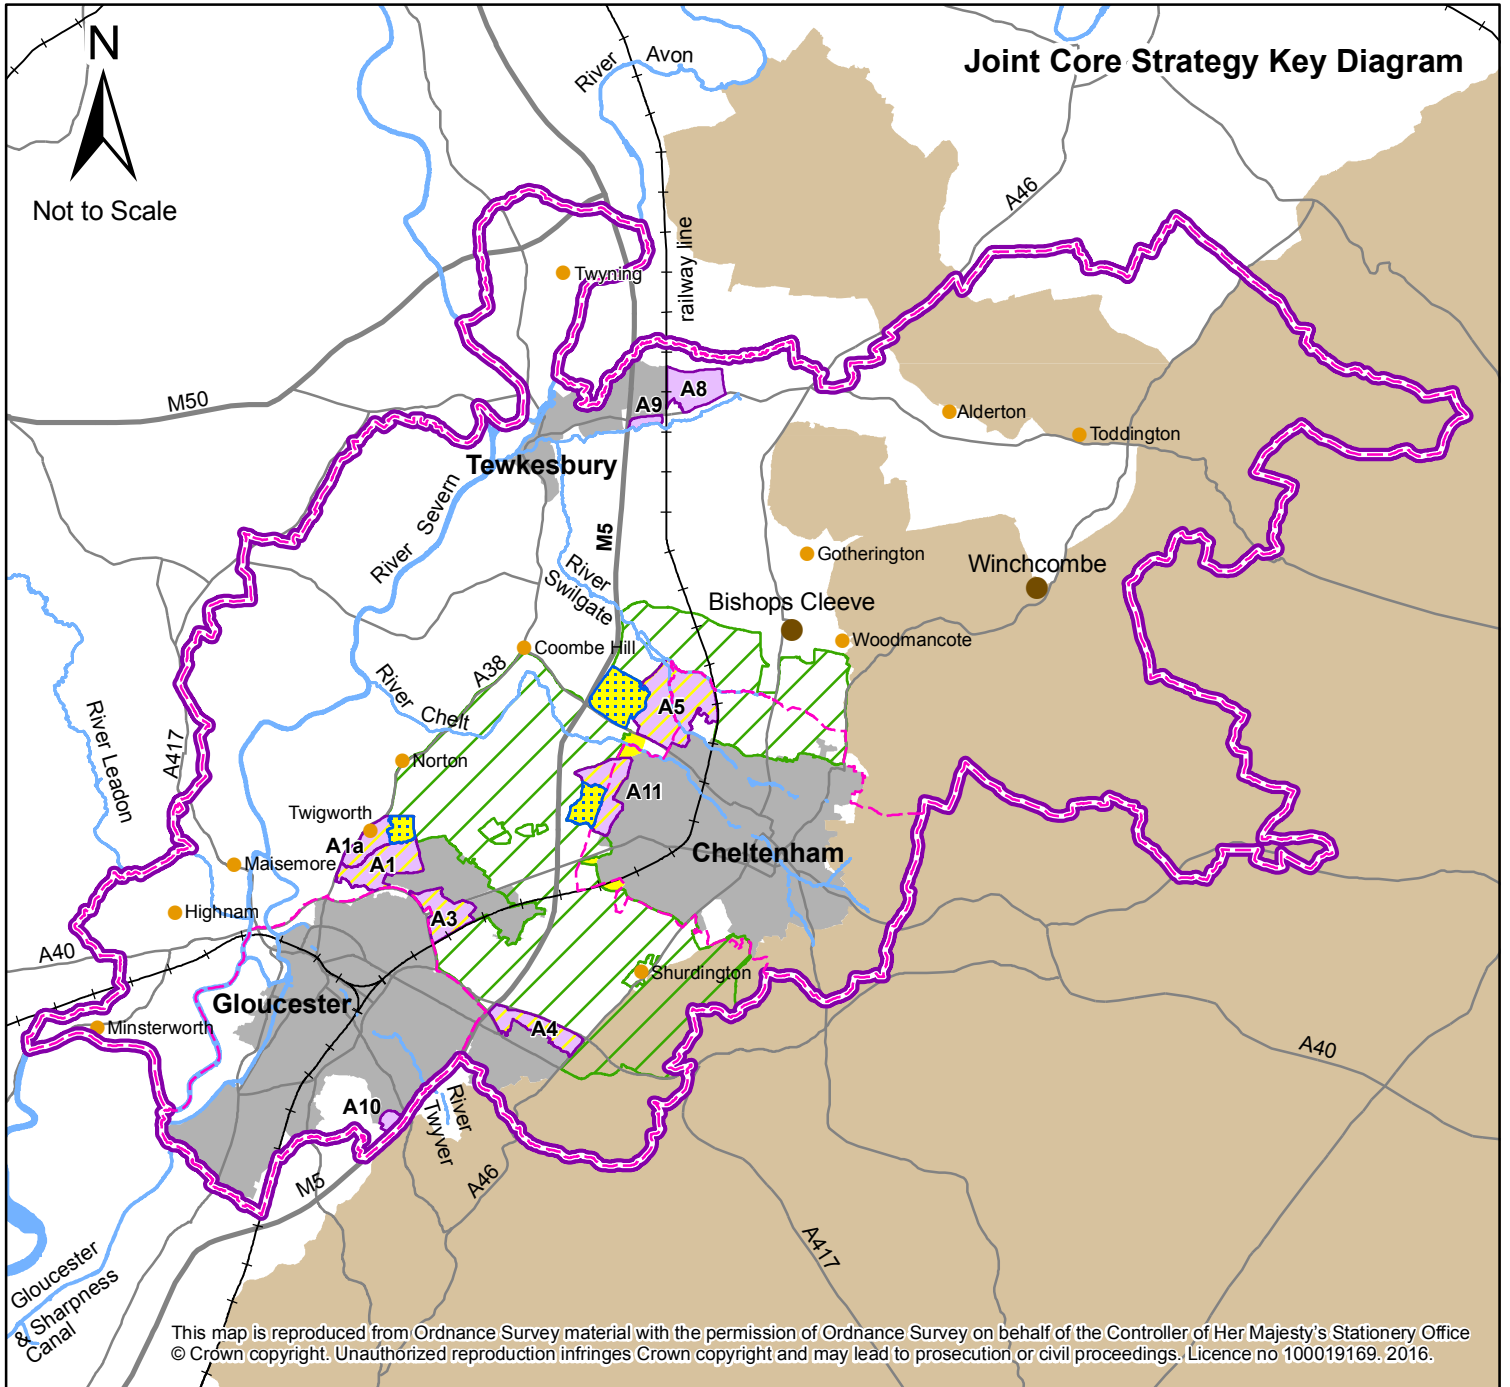 Joint Core Strategy Key Diagram
N
Not to Scale
River Avon
A46
railway line
Twyning
M50
A8
A9
Alderton
Toddington
Tewkesbury
River Severn
M5
Gotherington
Winchcombe
River
Swilgate
Bishops Cleeve
Woodmancote
Coombe Hill
A38
River Chelt
A5
River Leadon
A417
Norton
A11
Twigworth
A1a
A1
Maisemore
Cheltenham
Highnam
A3
A40
Shurdington
Gloucester
Minsterworth
A4
A40
A10
River
Twyver
M5
A46
A417
Gloucester
& Sharpness
Canal
This map is reproduced from Ordnance Survey material with the permission of Ordnance Survey on behalf of the Controller of Her Majesty's Stationery Office
© Crown copyright. Unauthorized reproduction infringes Crown copyright and may lead to prosecution or civil proceedings. Licence no 100019169. 2016.